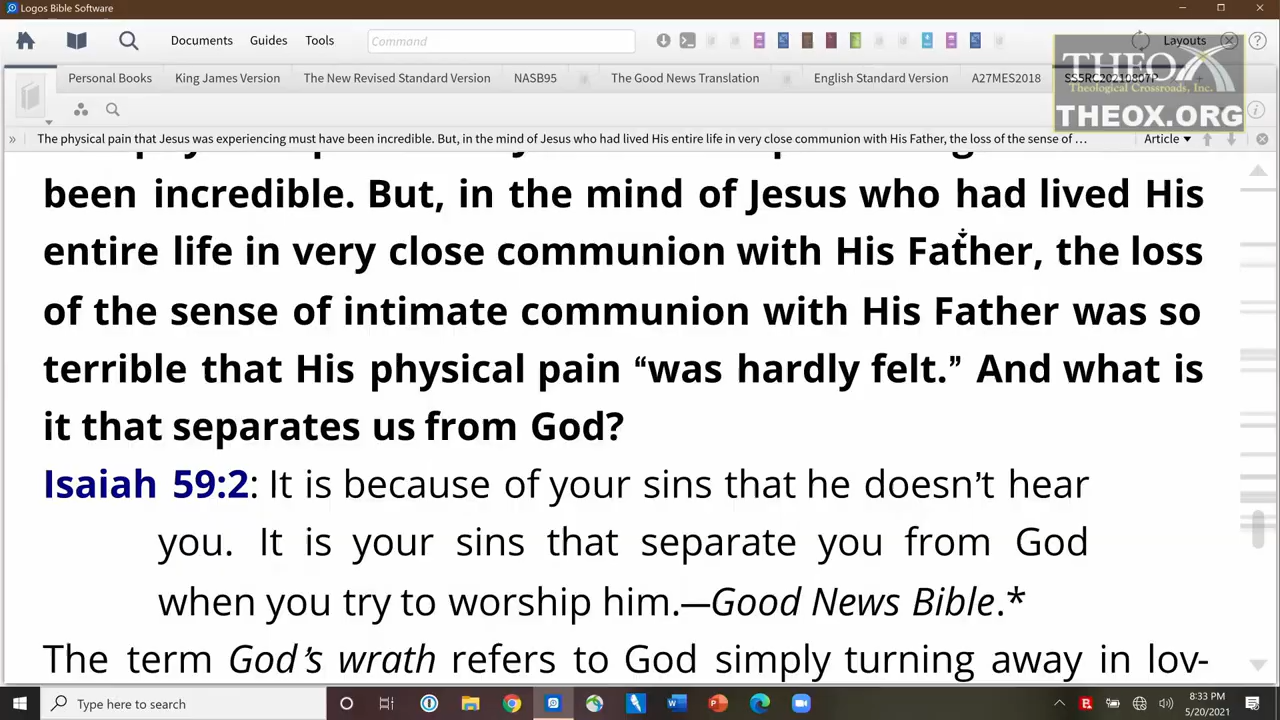 Logos Bible Software
Documents Guides Tools Command Layouts
Personal Books King James Version The New Revised Standard Version NASB95 The Good News Translation English Standard Version A27MES2018 SS5RC20210807P
THEOX
Theological Crossroads, Inc.
THEOX.ORG
The physical pain that Jesus was experiencing must have been incredible. But, in the mind of Jesus who had lived His entire life in very close communion with His Father, the loss of the sense of … Article
been incredible. But, in the mind of Jesus who had lived His
entire life in very close communion with His Father, the loss
of the sense of intimate communion with His Father was so
terrible that His physical pain “was hardly felt.” And what is
it that separates us from God?
Isaiah 59:2: It is because of your sins that he doesn’t hear
you. It is your sins that separate you from God
when you try to worship him.—Good News Bible.*
The term God’s wrath refers to God simply turning away in lov-
Type here to search
8:33 PM
5/20/2021